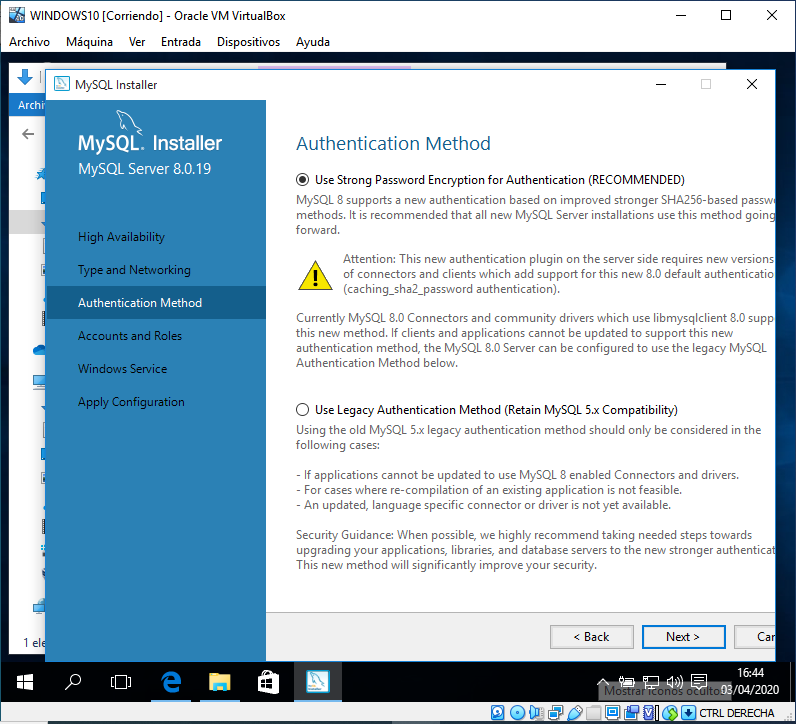 WINDOWS10 [Corriendo] - Oracle VM VirtualBox
Archivo Máquina Ver Entrada Dispositivos Ayuda
MySQL Installer
Archi
MySQL. Installer
MySQL Server 8.0.19
High Availability
Type and Networking
Authentication Method
Accounts and Roles
Windows Service
Apply Configuration
Authentication Method
Use Strong Password Encryption for Authentication (RECOMMENDED)
MySQL 8 supports a new authentication based on improved stronger SHA256-based passw
methods. It is recommended that all new MySQL Server installations use this method going
forward.
Attention: This new authentication plugin on the server side requires new versions
of connectors and clients which add support for this new 8.0 default authenticatio
(caching_sha2_password authentication).
Currently MySQL 8.0 Connectors and community drivers which use libmysqlclient 8.0 supp
this new method. If clients and applications cannot be updated to support this new
authentication method, the MySQL 8.0 Server can be configured to use the legacy MySQL
Authentication Method below.
Use Legacy Authentication Method (Retain MySQL 5.x Compatibility)
Using the old MySQL 5.x legacy authentication method should only be considered in the
following cases:
- If applications cannot be updated to use MySQL 8 enabled Connectors and drivers.
- For cases where re-compilation of an existing application is not feasible.
- An updated, language specific connector or driver is not yet available.
Security Guidance: When possible, we highly recommend taking needed steps towards
upgrading your applications, libraries, and database servers to the new stronger authenticat
This new method will significantly improve your security.
1 ele
< Back Next > Can
16:44
Mostrar iconos ocultos
03/04/2020
CTRL DERECHA